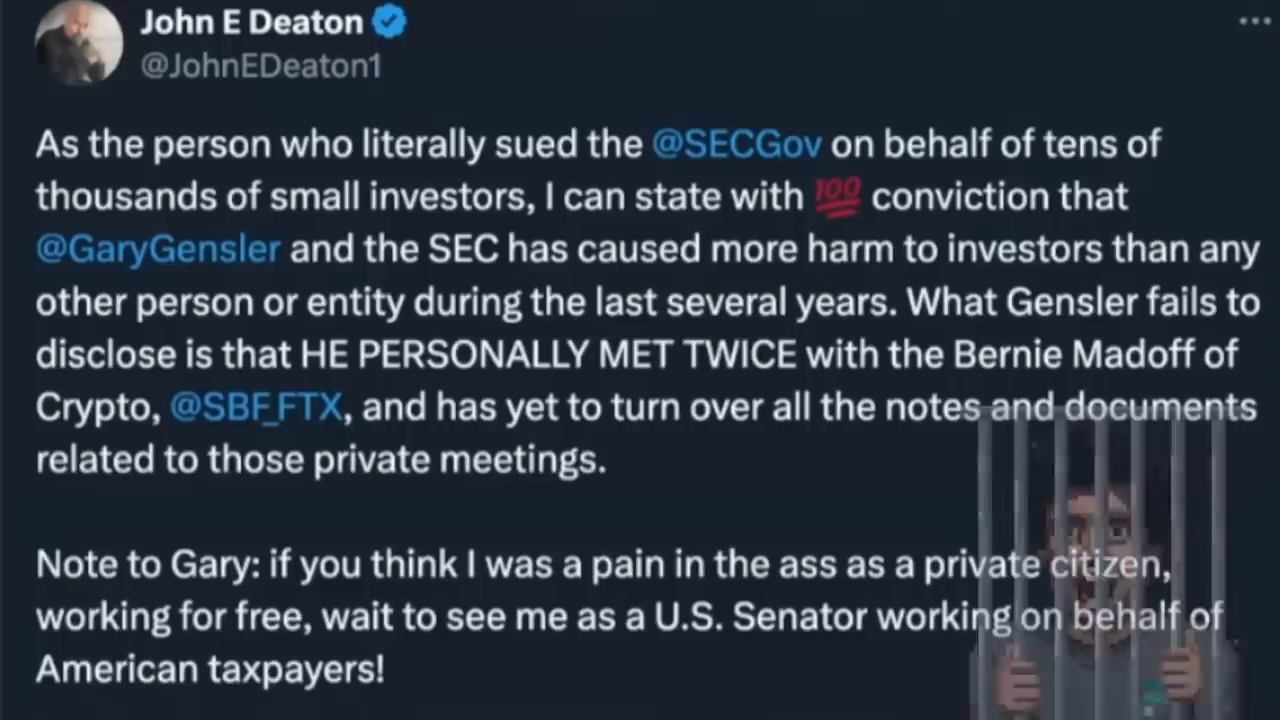 John E Deaton
@JohnEDeaton1
As the person who literally sued the @SECGov on behalf of tens of
thousands of small investors, I can state with 💯 conviction that
@GaryGensler and the SEC has caused more harm to investors than any
other person or entity during the last several years. What Gensler fails to
disclose is that HE PERSONALLY MET TWICE with the Bernie Madoff of
Crypto, @SBF_FTX, and has yet to turn over all the notes and documents
related to those private meetings.
Note to Gary: if you think I was a pain in the ass as a private citizen,
working for free, wait to see me as a U.S. Senator working on behalf of
American taxpayers!